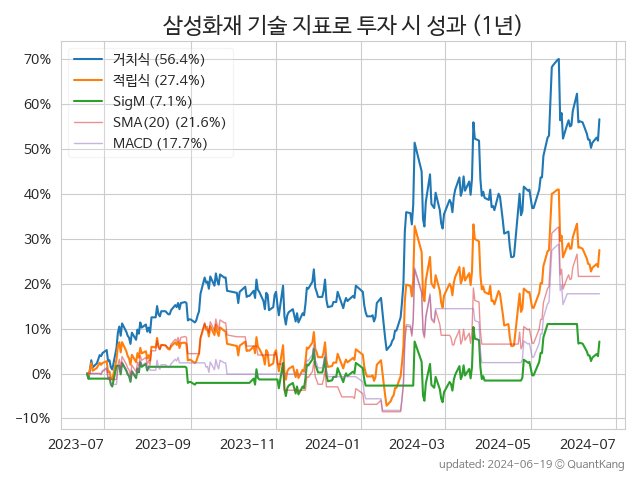 삼성화재 기술 지표로 투자 시 성과 (1년)
70%
60%
50%
40%
30%
20%
10%
0%
−10%
거치식 (56.4%)
적립식 (27.4%)
SigM (7.1%)
SMA(20) (21.6%)
MACD (17.7%)
2023-07 2023-09 2023-11 2024-01 2024-03 2024-05 2024-07
updated: 2024-06-19 © QuantKang